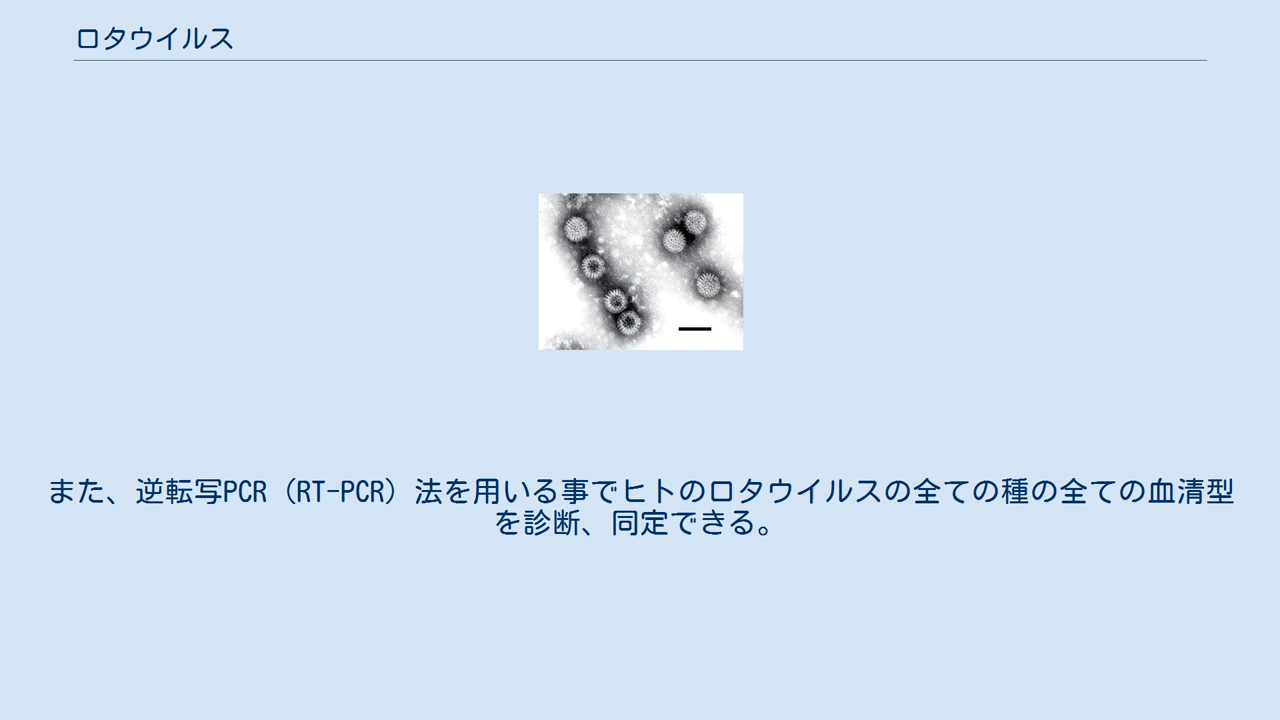 ロタウイルス
また、逆転写PCR（RT-PCR）法を用いる事でヒトのロタウイルスの全ての種の全ての血清型
を診断、同定できる。